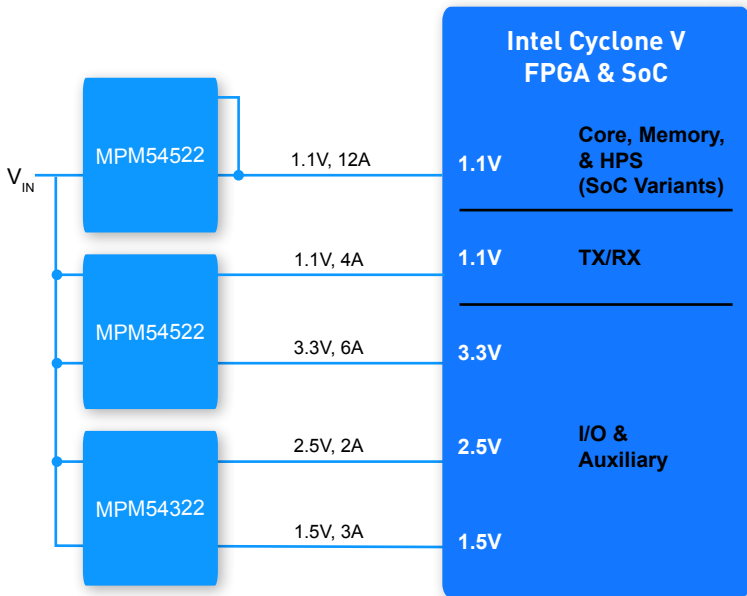 Intel Cyclone V
FPGA & SoC
MPM54522
V_IN
1.1V, 12A
1.1V
Core, Memory,
& HPS
(SoC Variants)
1.1V, 4A
1.1V
TX/RX
MPM54522
3.3V, 6A
3.3V
2.5V, 2A
2.5V
I/O &
Auxiliary
MPM54322
1.5V, 3A
1.5V